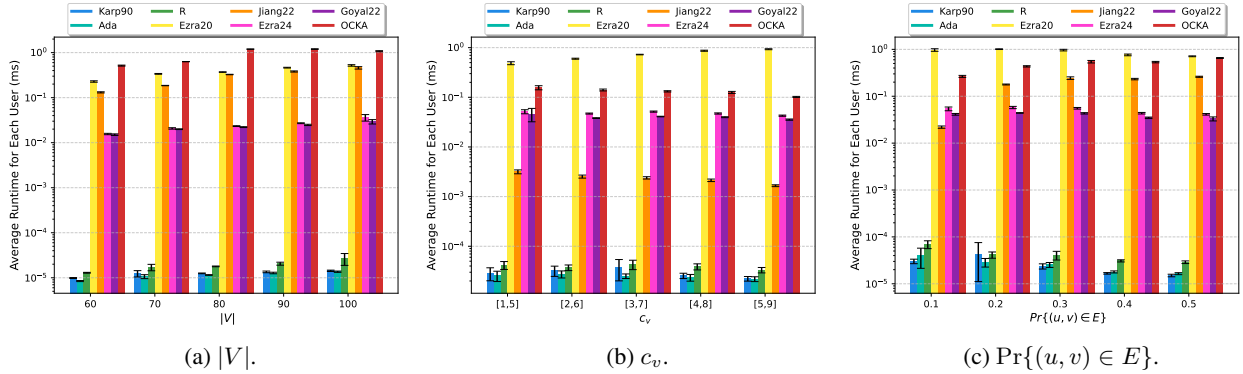 Karp90 R Jiang22 Goyal22
Ada Ezra20 Ezra24 OCKA
Average Runtime for Each User (ms)
10^0
10^-1
10^-2
10^-3
10^-4
10^-5
60 70 80 90 100
|V|
(a) |V|.
Karp90 R Jiang22 Goyal22
Ada Ezra20 Ezra24 OCKA
Average Runtime for Each User (ms)
10^0
10^-1
10^-2
10^-3
10^-4
[1,5] [2,6] [3,7] [4,8] [5,9]
c_v
(b) c_v.
Karp90 R Jiang22 Goyal22
Ada Ezra20 Ezra24 OCKA
Average Runtime for Each User (ms)
10^0
10^-1
10^-2
10^-3
10^-4
10^-5
0.1 0.2 0.3 0.4 0.5
Pr{(u, v) ∈ E}
(c) Pr{(u, v) ∈ E}.